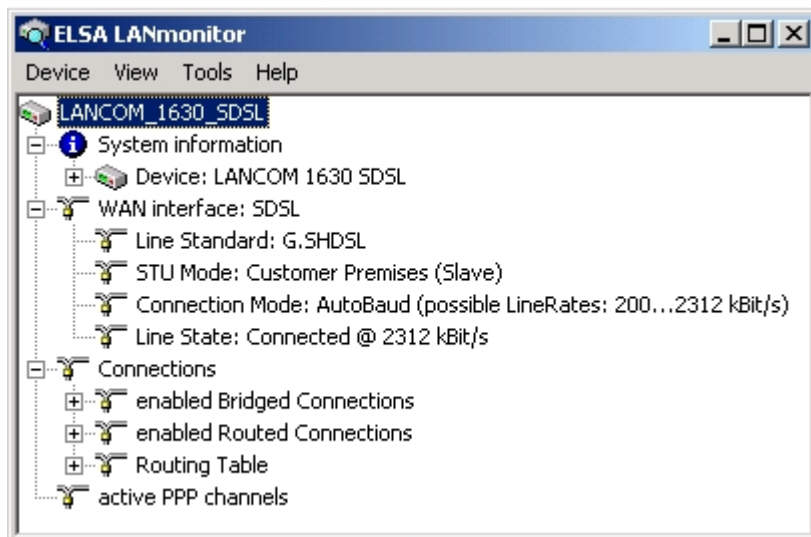 ELSA LANmonitor
Device View Tools Help
LANCOM_1630_SDSL
System information
Device: LANCOM 1630 SDSL
WAN interface: SDSL
Line Standard: G.SHDSL
STU Mode: Customer Premises (Slave)
Connection Mode: AutoBaud (possible LineRates: 200...2312 kBit/s)
Line State: Connected @ 2312 kBit/s
Connections
enabled Bridged Connections
enabled Routed Connections
Routing Table
active PPP channels